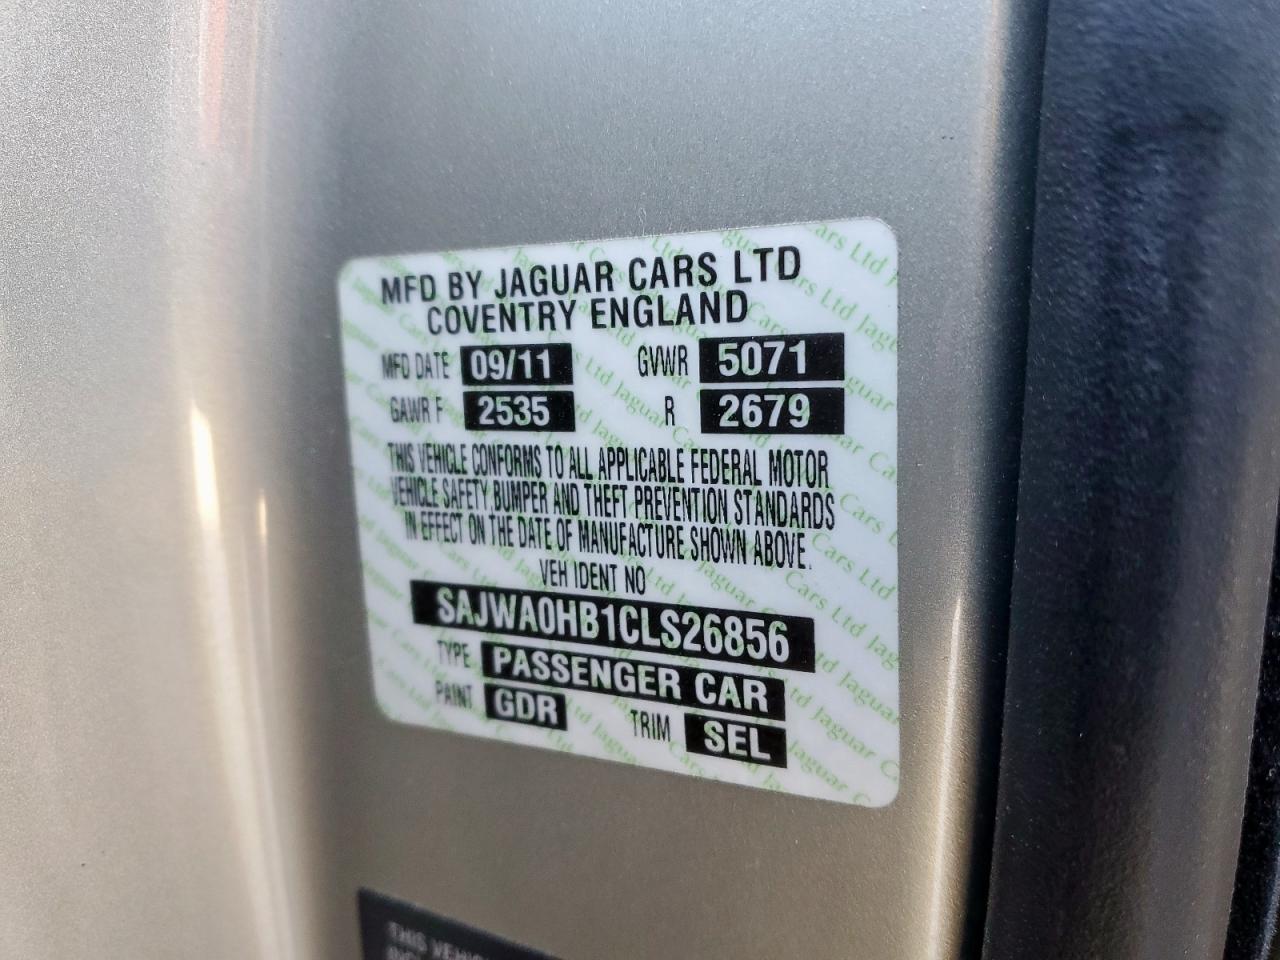 MFD BY JAGUAR CARS LTD
COVENTRY ENGLAND
MFD DATE 09/11 GVWR 5071
GAWR F 2535 R 2679
THIS VEHICLE CONFORMS TO ALL APPLICABLE FEDERAL MOTOR
VEHICLE SAFETY, BUMPER AND THEFT PREVENTION STANDARDS
IN EFFECT ON THE DATE OF MANUFACTURE SHOWN ABOVE.
VEH IDENT NO
SAJWA0HB1CLS26856
TYPE PASSENGER CAR
PAINT GDR TRIM SEL
THIS